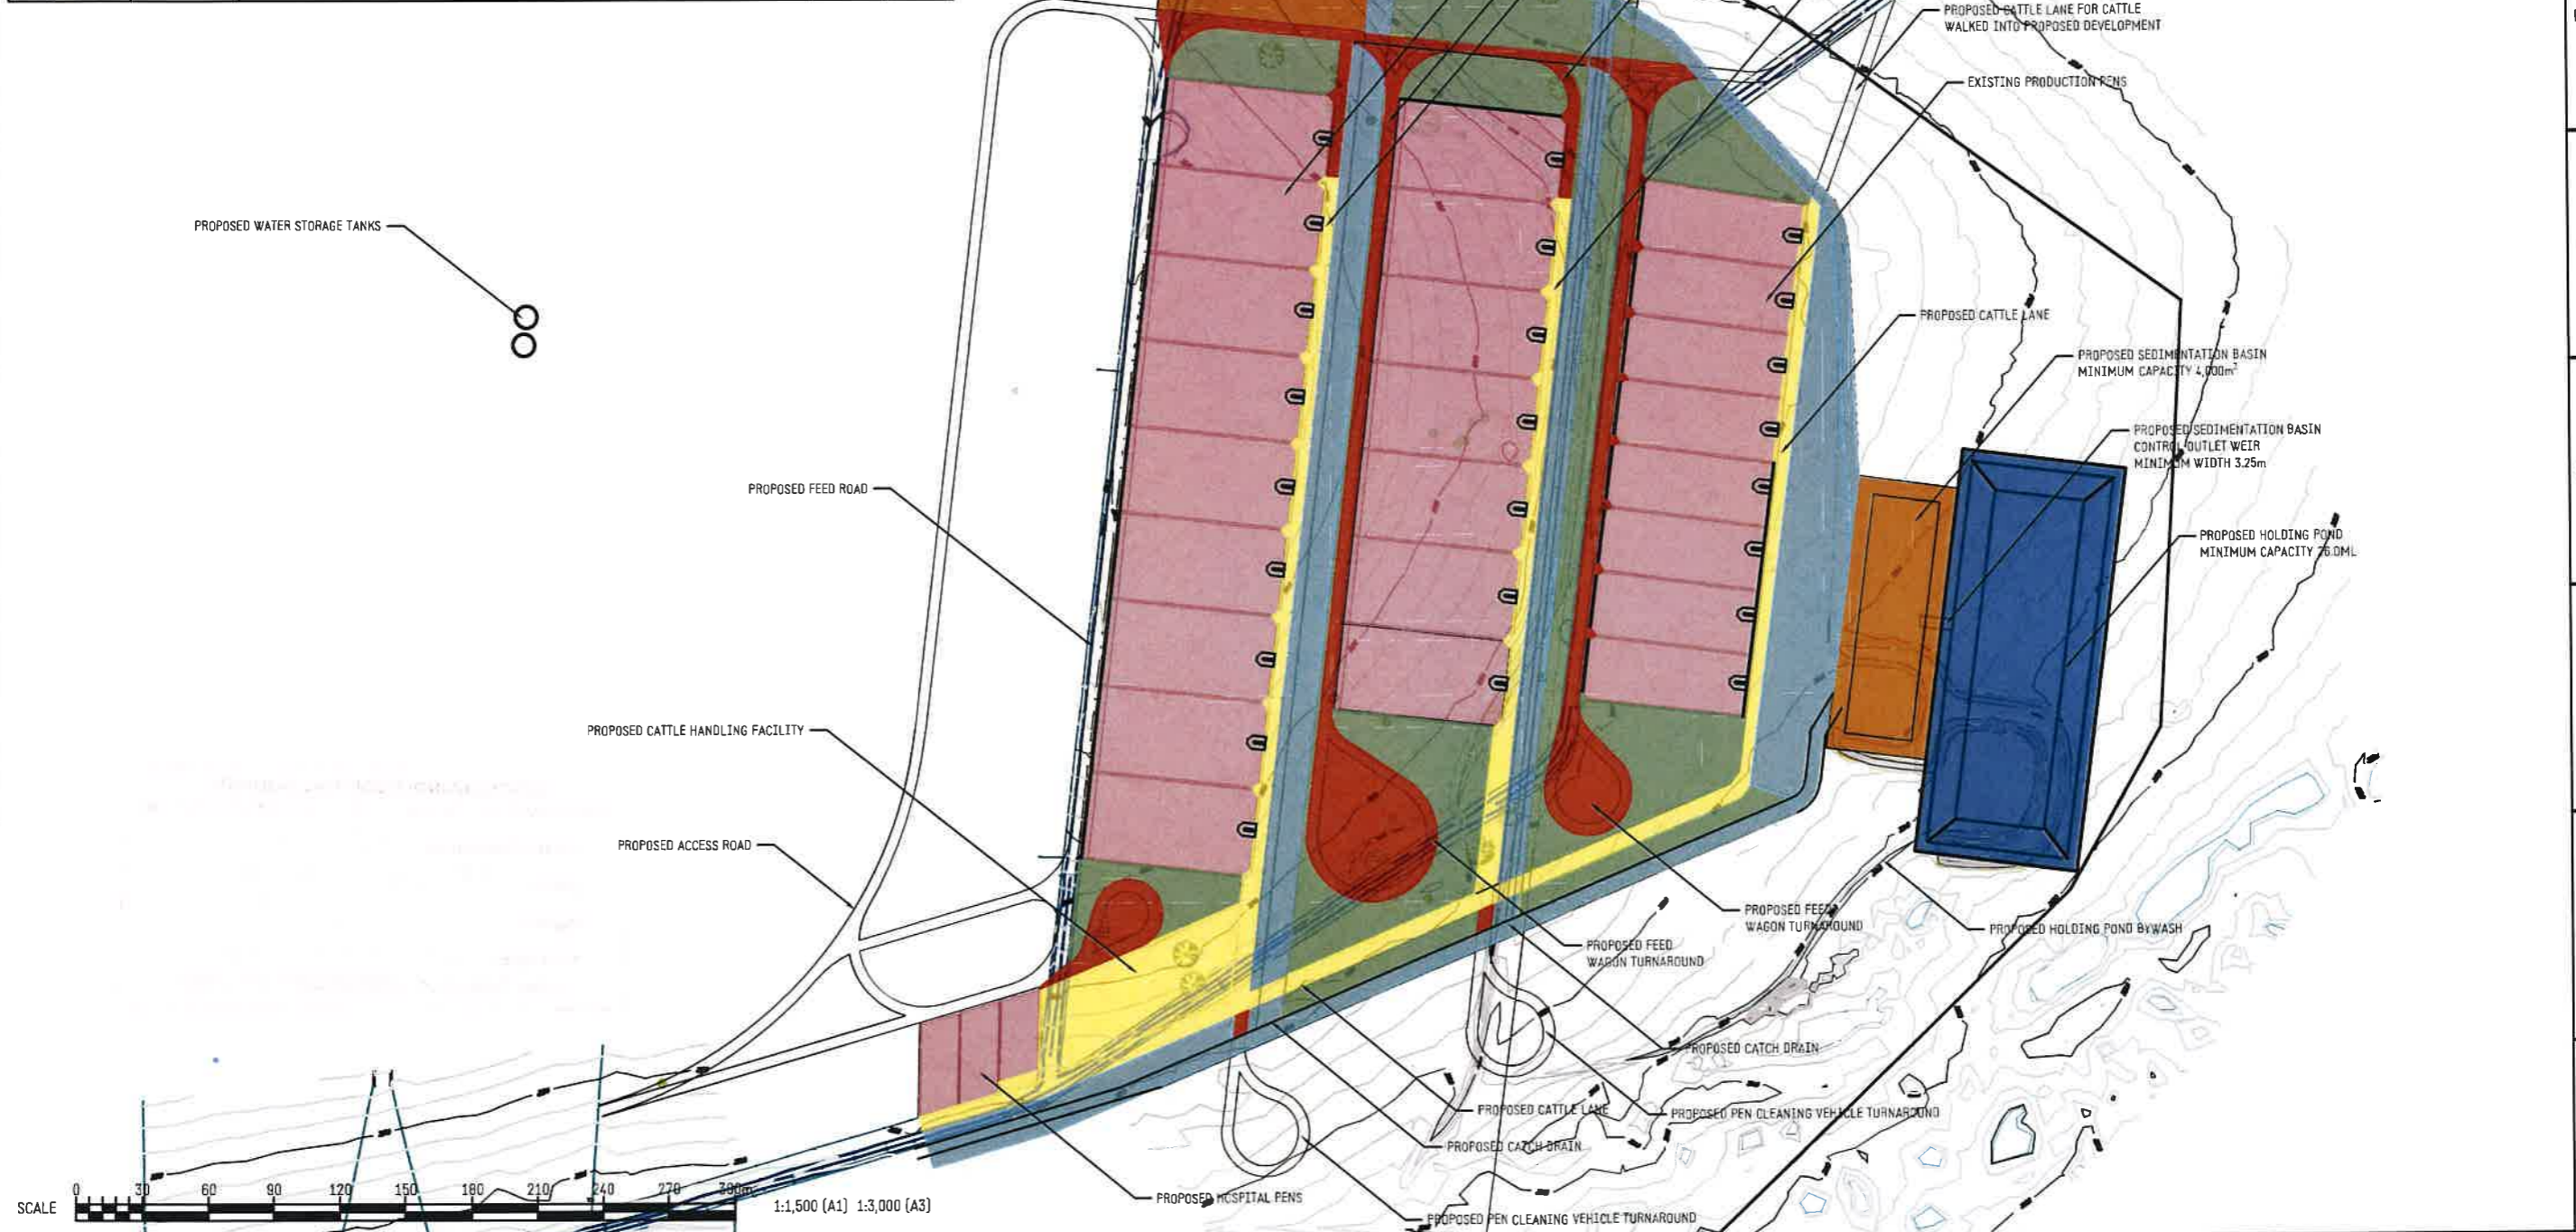 PROPOSED CATTLE LANE FOR CATTLE
WALKED INTO PROPOSED DEVELOPMENT
EXISTING PRODUCTION PENS
PROPOSED WATER STORAGE TANKS
PROPOSED CATTLE LANE
PROPOSED SEDIMENTATION BASIN
MINIMUM CAPACITY 4,000m²
PROPOSED SEDIMENTATION BASIN
CONTROL OUTLET WEIR
MINIMUM WIDTH 3.25m
PROPOSED FEED ROAD
PROPOSED HOLDING POND
MINIMUM CAPACITY 26.0ML
PROPOSED CATTLE HANDLING FACILITY
PROPOSED ACCESS ROAD
PROPOSED FEED
WAGON TURNAROUND
PROPOSED HOLDING POND BYWASH
PROPOSED FEED
WAGON TURNAROUND
PROPOSED CATCH DRAIN
PROPOSED CATTLE LANE
PROPOSED PEN CLEANING VEHICLE TURNAROUND
PROPOSED CATCH DRAIN
PROPOSED HOSPITAL PENS
PROPOSED PEN CLEANING VEHICLE TURNAROUND
0 30 60 90 120 150 180 210 240 270 300m
SCALE 1:1,500 (A1) 1:3,000 (A3)